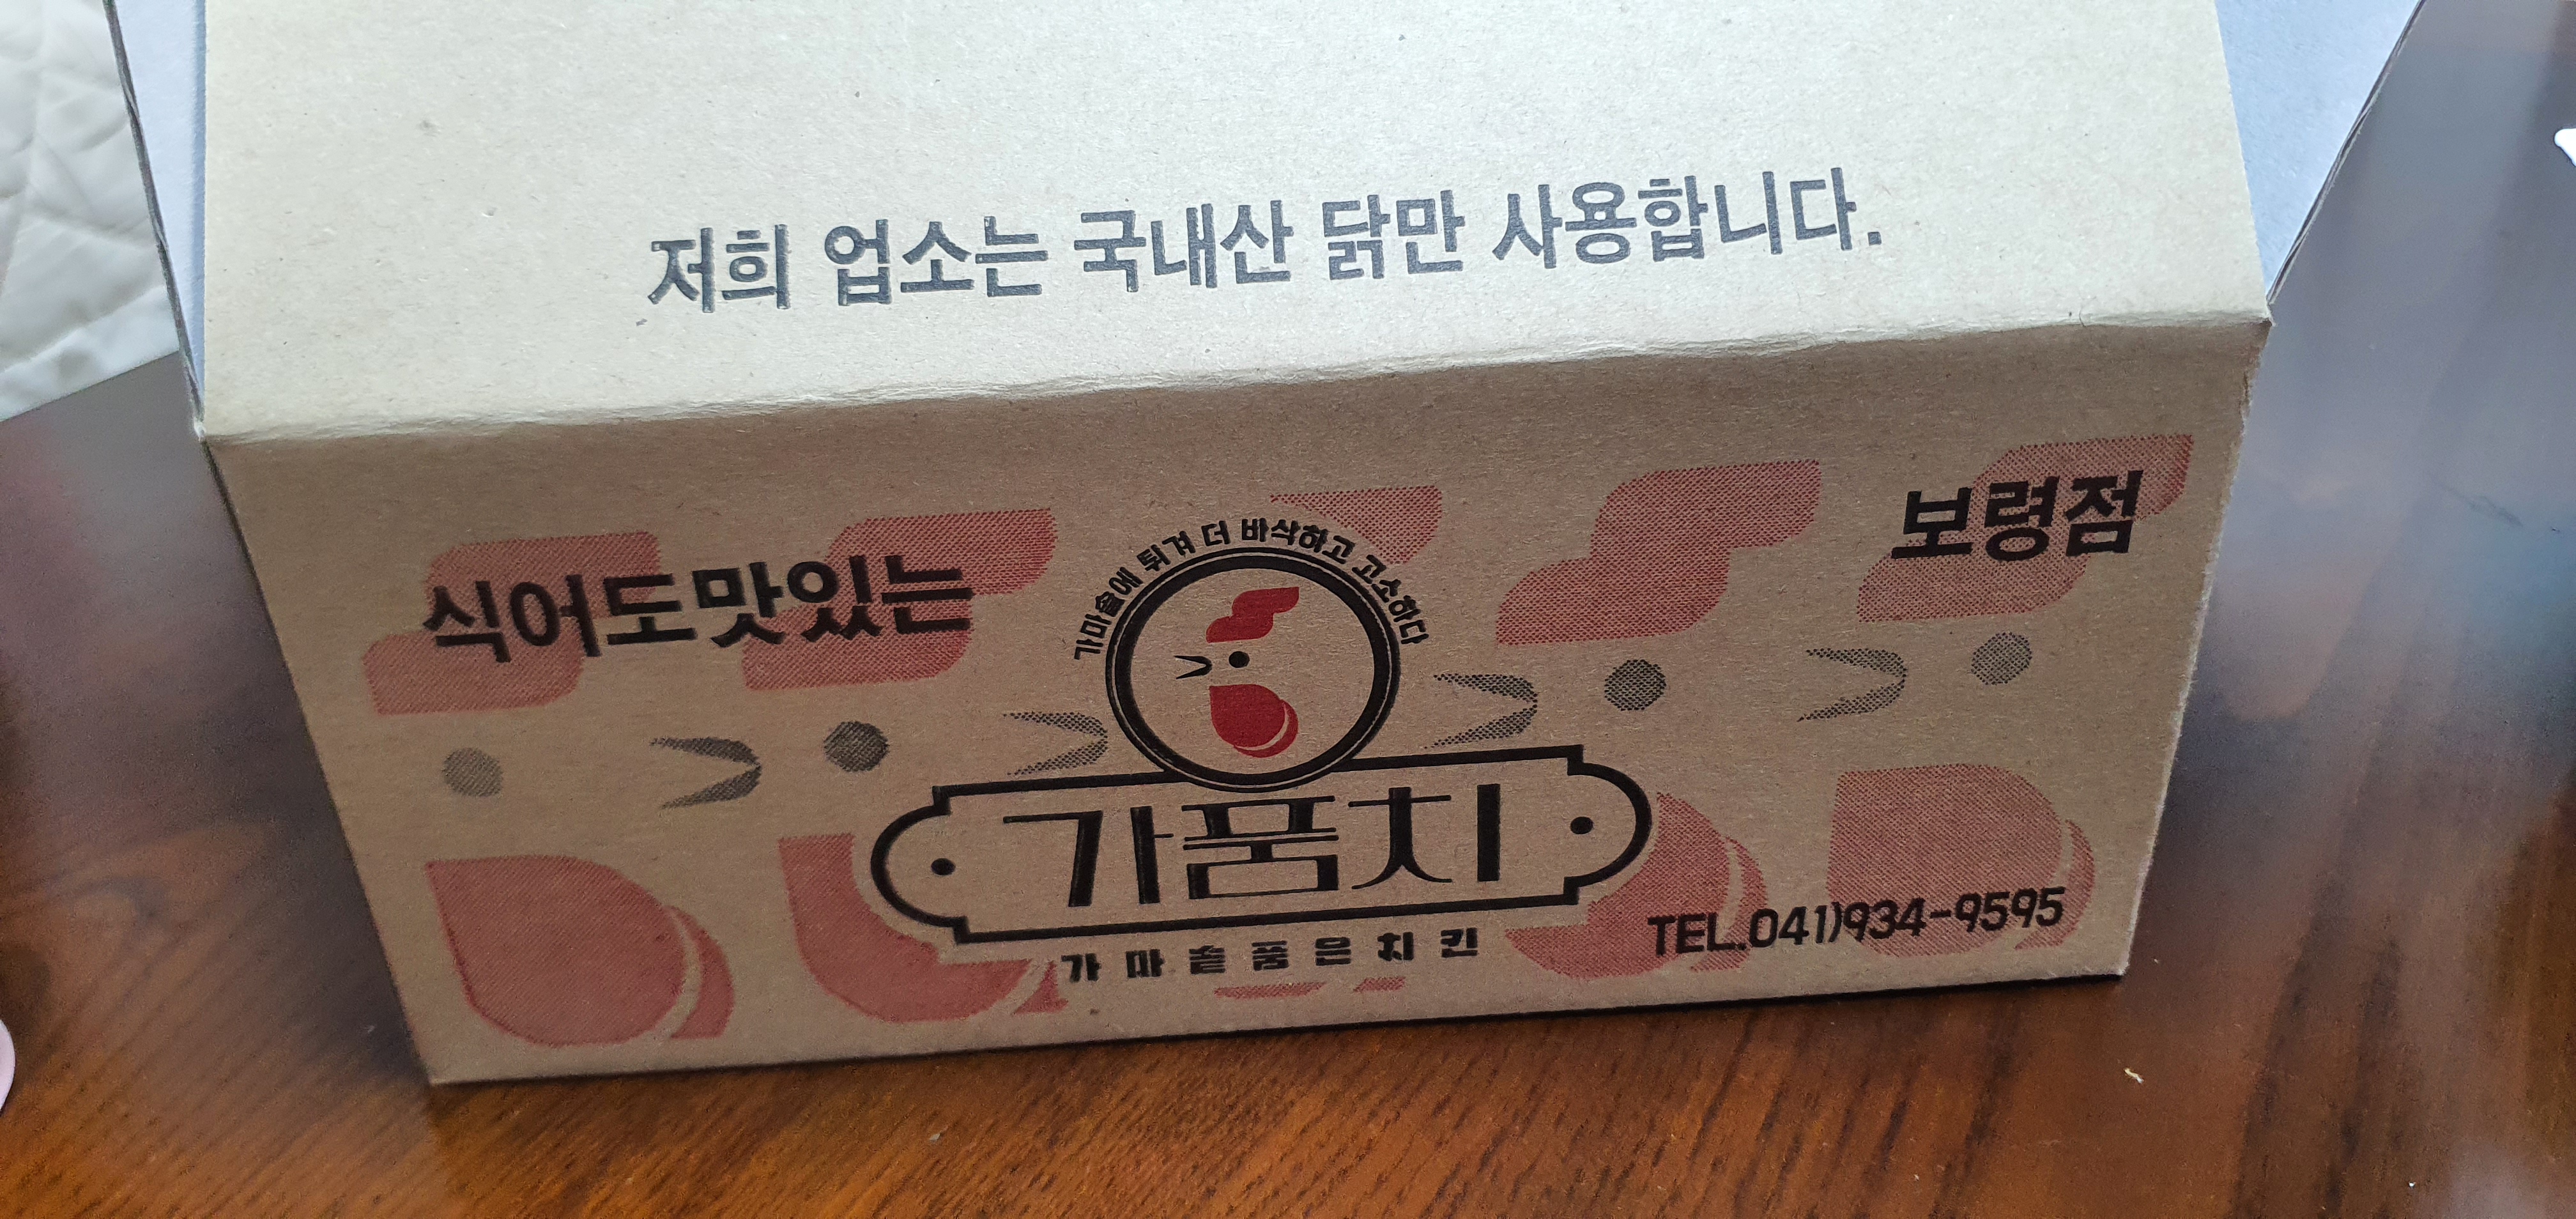 저희 업소는 국내산 닭만 사용합니다.
식어도맛있는
보령점
가마솥에 튀겨 더 바삭하고 고소하다
가품치
가마솥품은치킨
TEL.041)934-9595